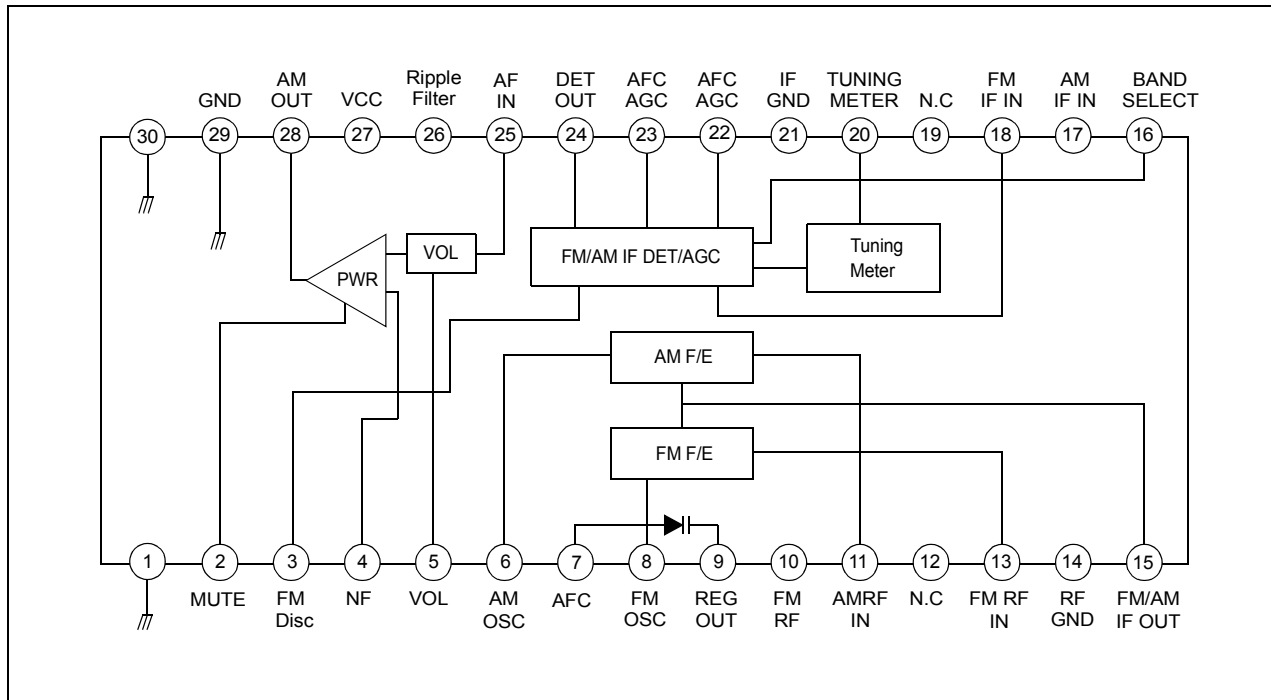 GND
AM
OUT
VCC
Ripple
Filter
AF
IN
DET
OUT
AFC
AGC
AFC
AGC
IF
GND
TUNING
METER
N.C
FM
IF IN
AM
IF IN
BAND
SELECT
30 29 28 27 26 25 24 23 22 21 20 19 18 17 16
VOL
PWR
FM/AM IF DET/AGC
Tuning
Meter
AM F/E
FM F/E
1 2 3 4 5 6 7 8 9 10 11 12 13 14 15
MUTE
FM
Disc
NF
VOL
AM
OSC
AFC
FM
OSC
REG
OUT
FM
RF
AMRF
IN
N.C
FM RF
IN
RF
GND
FM/AM
IF OUT